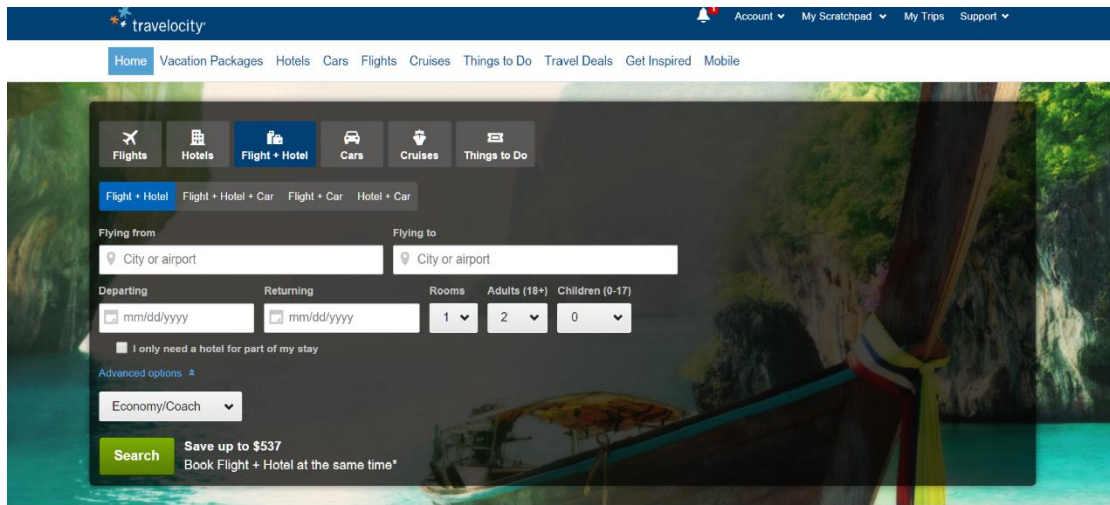 travelocity
1
Account My Scratchpad My Trips Support
Home Vacation Packages Hotels Cars Flights Cruises Things to Do Travel Deals Get Inspired Mobile
Flights Hotels Flight + Hotel Cars Cruises Things to Do
Flight + Hotel Flight + Hotel + Car Flight + Car Hotel + Car
Flying from Flying to
City or airport City or airport
Departing Returning Rooms Adults (18+) Children (0-17)
mm/dd/yyyy mm/dd/yyyy 1 2 0
I only need a hotel for part of my stay
Advanced options
Economy/Coach
Save up to $537
Search
Book Flight + Hotel at the same time*